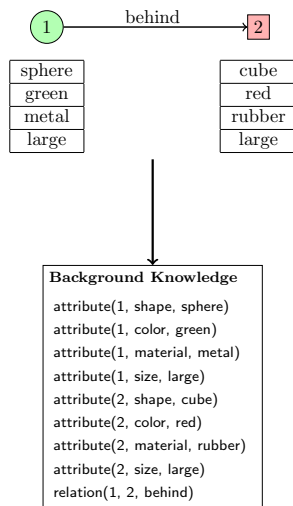 behind
1
2
sphere
green
metal
large
cube
red
rubber
large
Background Knowledge
attribute(1, shape, sphere)
attribute(1, color, green)
attribute(1, material, metal)
attribute(1, size, large)
attribute(2, shape, cube)
attribute(2, color, red)
attribute(2, material, rubber)
attribute(2, size, large)
relation(1, 2, behind)